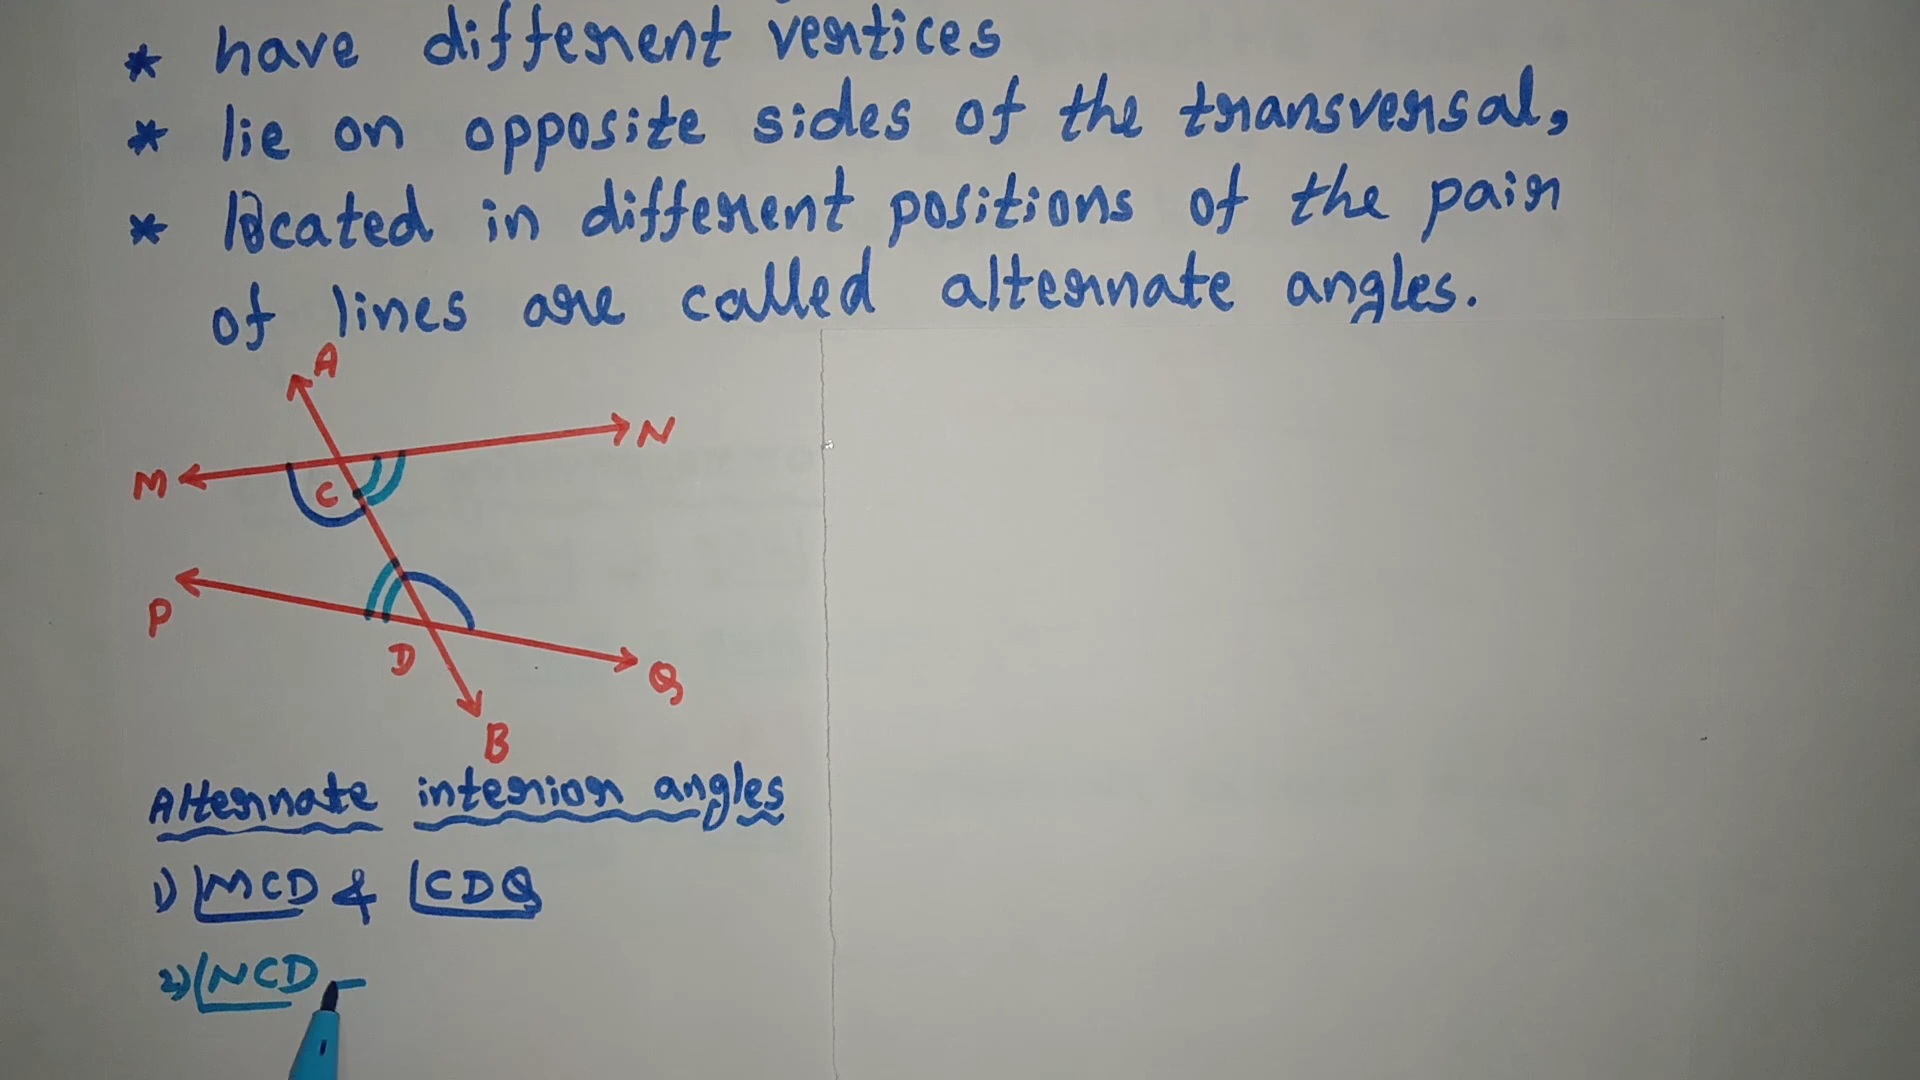 * have different vertices
* lie on opposite sides of the transversal,
* located in different positions of the pair
of lines are called alternate angles.
A
N
M
C
P
D
Q
B
Alternate interior angles
1) ∠MCD & ∠CDQ
2) ∠NCD